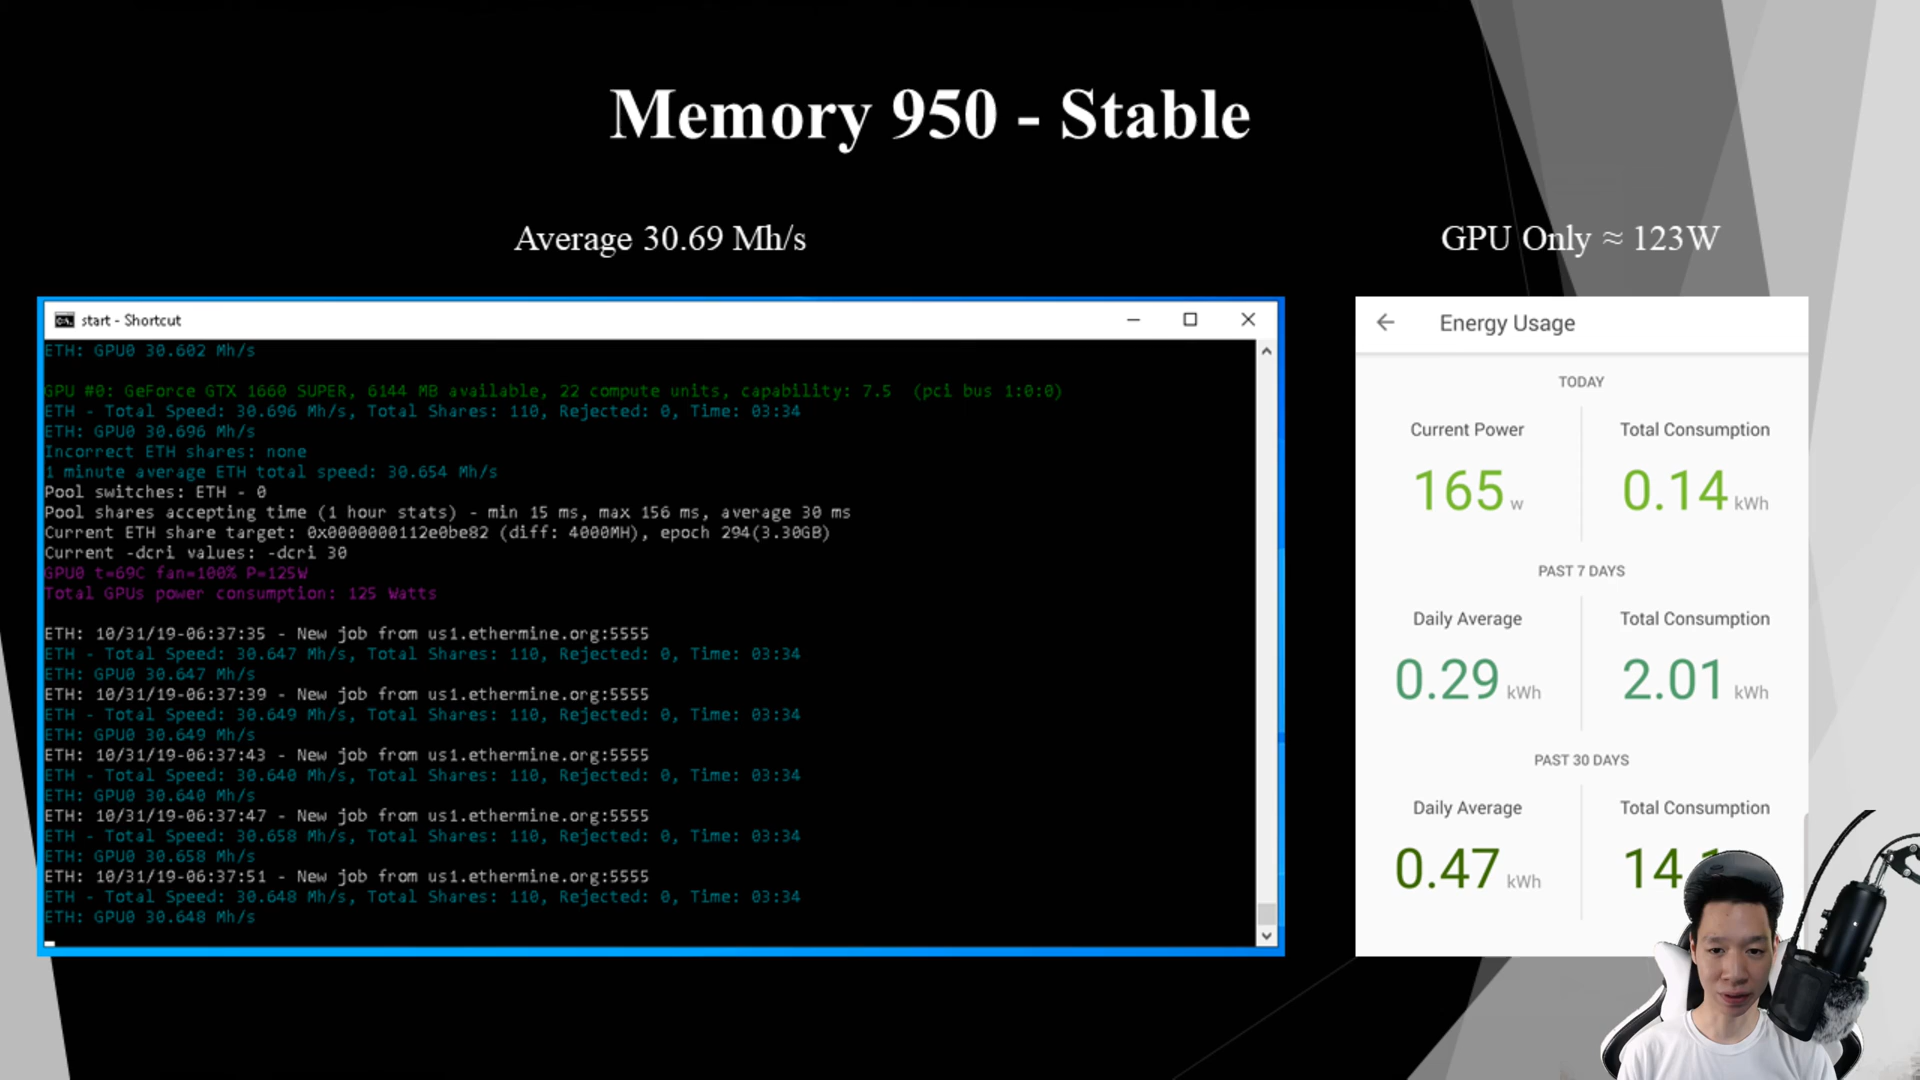 Memory 950 - Stable
Average 30.69 Mh/s
GPU Only ≈ 123W
start - Shortcut
ETH: GPU0 30.602 Mh/s
GPU #0: GeForce GTX 1660 SUPER, 6144 MB available, 22 compute units, capability: 7.5 (pci bus 1:0:0)
ETH - Total Speed: 30.696 Mh/s, Total Shares: 110, Rejected: 0, Time: 03:34
ETH: GPU0 30.696 Mh/s
Incorrect ETH shares: none
1 minute average ETH total speed: 30.654 Mh/s
Pool switches: ETH - 0
Pool shares accepting time (1 hour stats) - min 15 ms, max 156 ms, average 30 ms
Current ETH share target: 0x0000000112e0be82 (diff: 4000MH), epoch 294(3.30GB)
Current -dcri values: -dcri 30
GPU0 t=69C fan=100% P=125W
Total GPUs power consumption: 125 Watts
ETH: 10/31/19-06:37:35 - New job from us1.ethermine.org:5555
ETH - Total Speed: 30.647 Mh/s, Total Shares: 110, Rejected: 0, Time: 03:34
ETH: GPU0 30.647 Mh/s
ETH: 10/31/19-06:37:39 - New job from us1.ethermine.org:5555
ETH - Total Speed: 30.649 Mh/s, Total Shares: 110, Rejected: 0, Time: 03:34
ETH: GPU0 30.649 Mh/s
ETH: 10/31/19-06:37:43 - New job from us1.ethermine.org:5555
ETH - Total Speed: 30.640 Mh/s, Total Shares: 110, Rejected: 0, Time: 03:34
ETH: GPU0 30.640 Mh/s
ETH: 10/31/19-06:37:47 - New job from us1.ethermine.org:5555
ETH - Total Speed: 30.658 Mh/s, Total Shares: 110, Rejected: 0, Time: 03:34
ETH: GPU0 30.658 Mh/s
ETH: 10/31/19-06:37:51 - New job from us1.ethermine.org:5555
ETH - Total Speed: 30.648 Mh/s, Total Shares: 110, Rejected: 0, Time: 03:34
ETH: GPU0 30.648 Mh/s
Energy Usage
TODAY
Current Power Total Consumption
165 w 0.14 kWh
PAST 7 DAYS
Daily Average Total Consumption
0.29 kWh 2.01 kWh
PAST 30 DAYS
Daily Average Total Consumption
0.47 kWh